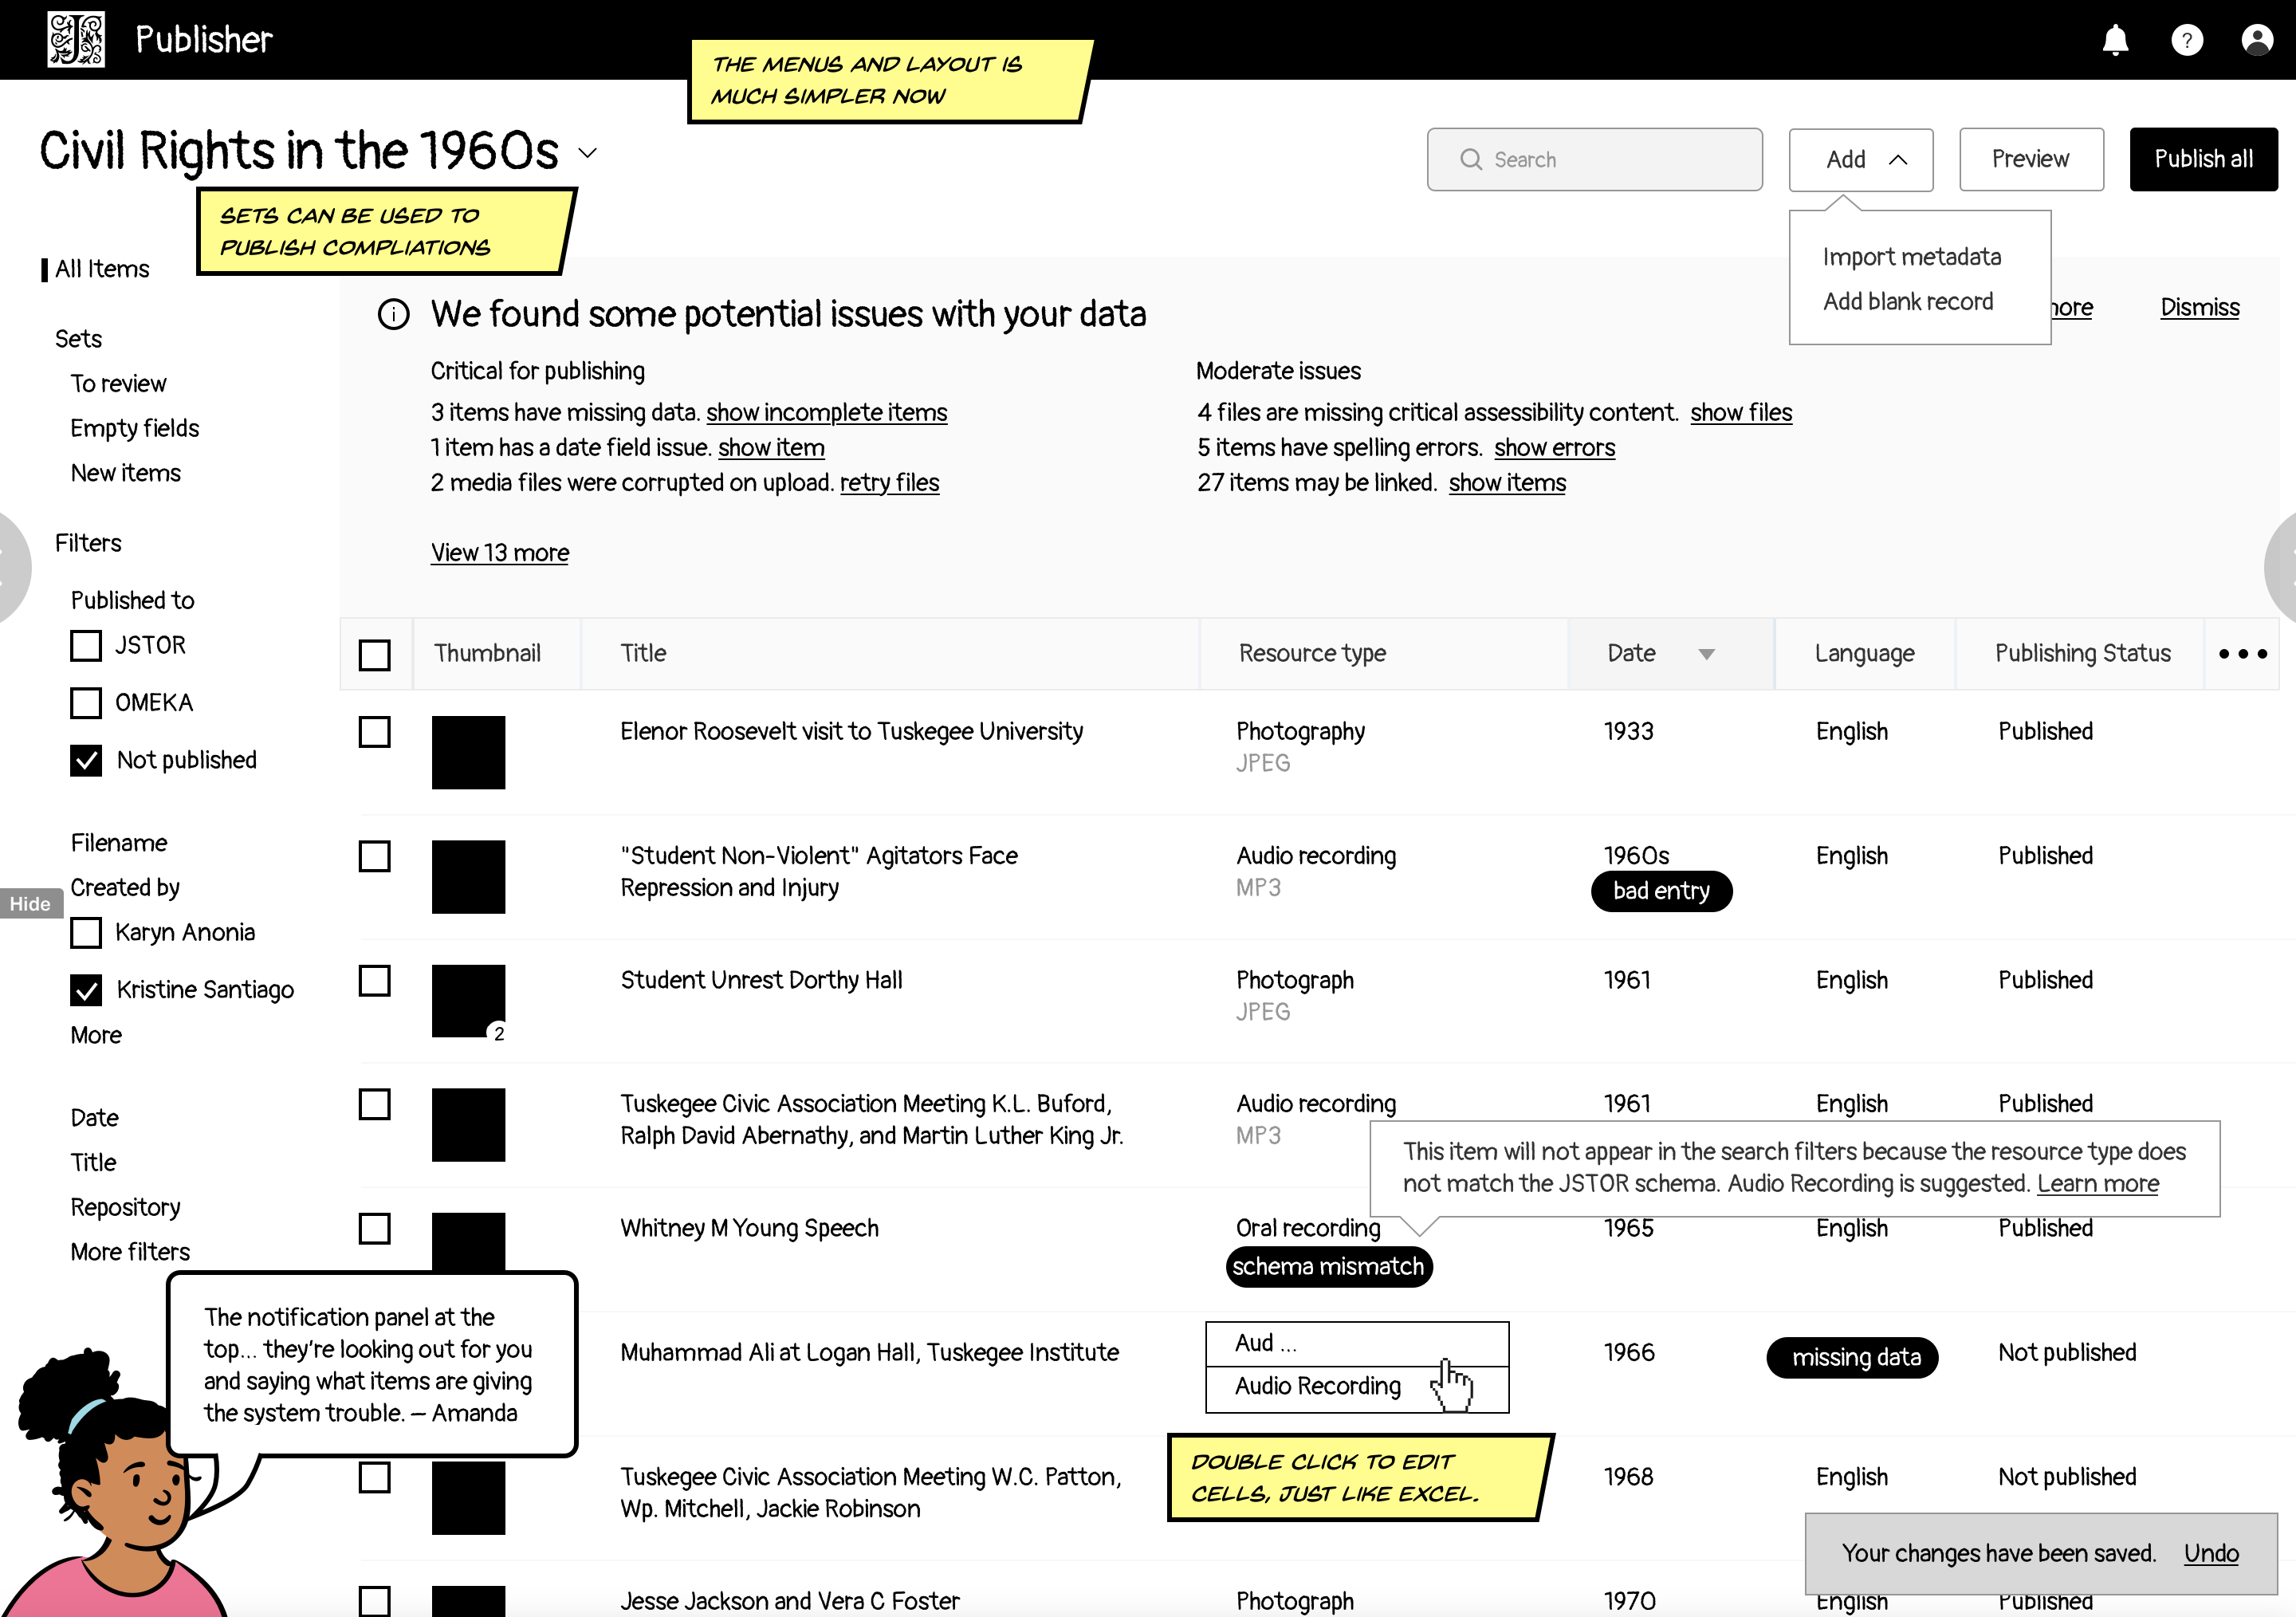 J Publisher
THE MENUS AND LAYOUT IS
MUCH SIMPLER NOW
Civil Rights in the 1960s
Search
Add
Preview
Publish all
SETS CAN BE USED TO
PUBLISH COMPLIATIONS
Import metadata
Add blank record
All Items
Sets
To review
Empty fields
New items
Filters
Published to
JSTOR
OMEKA
Not published
Filename
Created by
Hide
Karyn Anonia
Kristine Santiago
More
Date
Title
Repository
More filters
We found some potential issues with your data
Dismiss
Critical for publishing
3 items have missing data. show incomplete items
1 item has a date field issue. show item
2 media files were corrupted on upload. retry files
View 13 more
Moderate issues
4 files are missing critical assessibility content. show files
5 items have spelling errors. show errors
27 items may be linked. show items
Thumbnail Title Resource type Date Language Publishing Status
Elenor Roosevelt visit to Tuskegee University Photography 1933 English Published
JPEG
"Student Non-Violent" Agitators Face Audio recording 1960s English Published
Repression and Injury MP3 bad entry
Student Unrest Dorthy Hall Photograph 1961 English Published
JPEG
2
Tuskegee Civic Association Meeting K.L. Buford, Audio recording 1961 English Published
Ralph David Abernathy, and Martin Luther King Jr. MP3
This item will not appear in the search filters because the resource type does
not match the JSTOR schema. Audio Recording is suggested. Learn more
Whitney M Young Speech Oral recording 1965 English Published
schema mismatch
Muhammad Ali at Logan Hall, Tuskegee Institute Aud ... 1966 missing data Not published
Audio Recording
DOUBLE CLICK TO EDIT
CELLS, JUST LIKE EXCEL.
Tuskegee Civic Association Meeting W.C. Patton, 1968 English Not published
Wp. Mitchell, Jackie Robinson
Your changes have been saved. Undo
Jesse Jackson and Vera C Foster Photograph 1970 English Published
The notification panel at the
top... they're looking out for you
and saying what items are giving
the system trouble. — Amanda